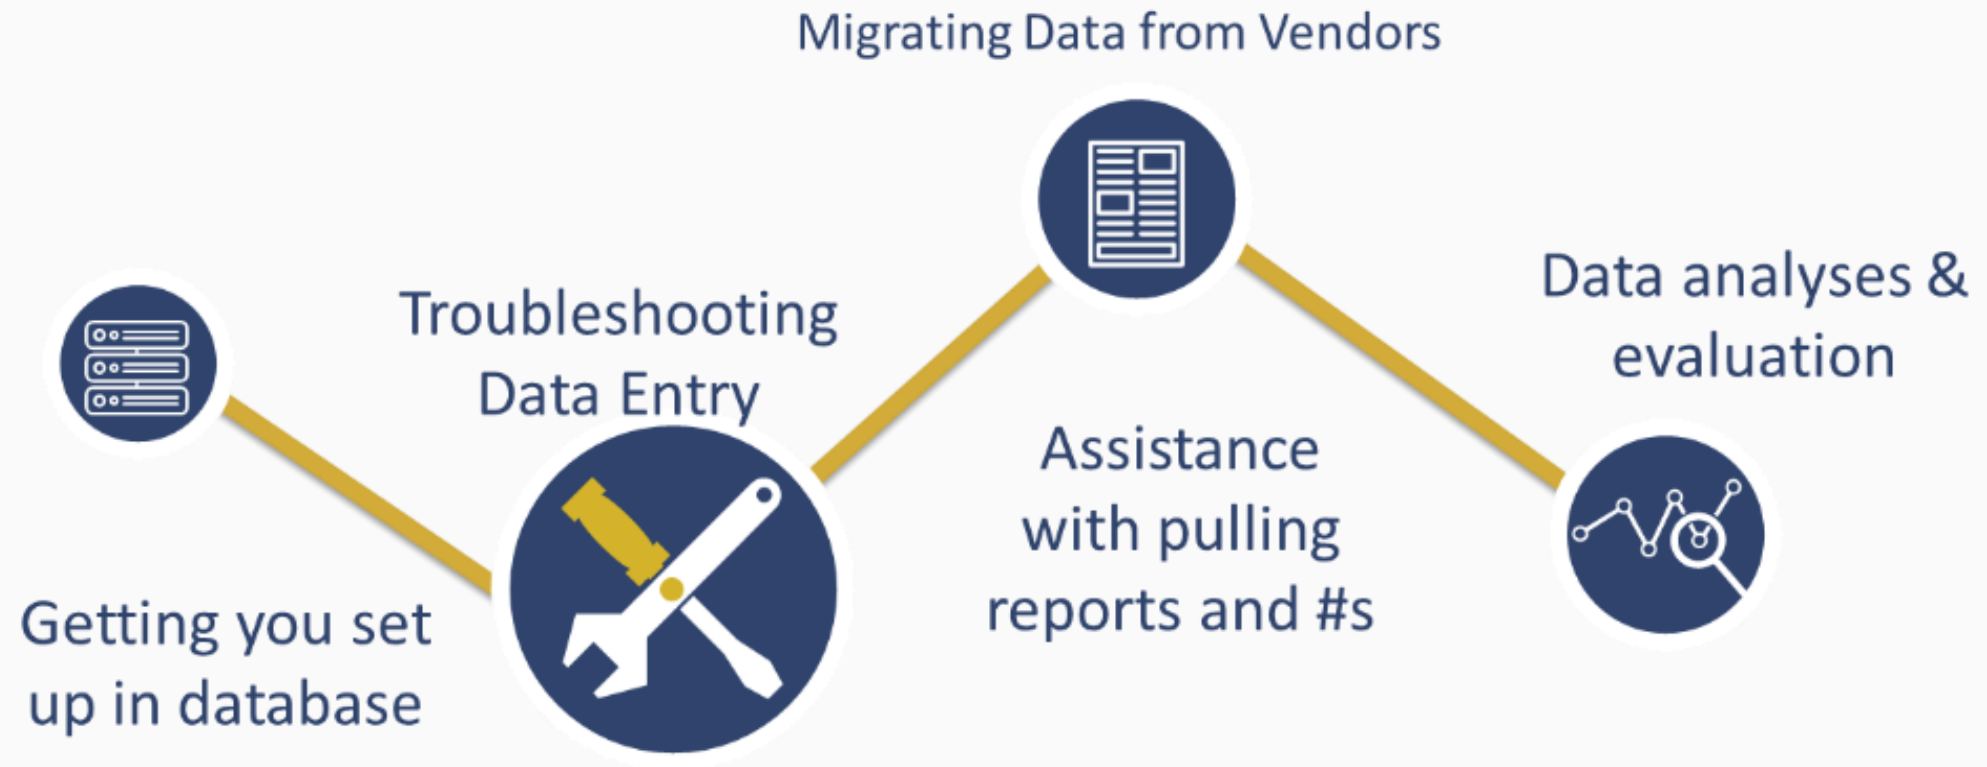 Migrating Data from Vendors
Troubleshooting
Data Entry
Getting you set
up in database
Assistance
with pulling
reports and #s
Data analyses &
evaluation